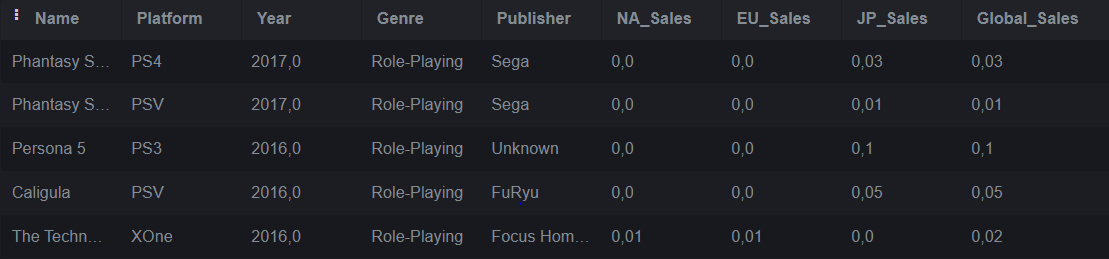 Name Platform Year Genre Publisher NA_Sales EU_Sales JP_Sales Global_Sales
Phantasy S... PS4 2017,0 Role-Playing Sega 0,0 0,0 0,03 0,03
Phantasy S... PSV 2017,0 Role-Playing Sega 0,0 0,0 0,01 0,01
Persona 5 PS3 2016,0 Role-Playing Unknown 0,0 0,0 0,1 0,1
Caligula PSV 2016,0 Role-Playing FuRyu 0,0 0,0 0,05 0,05
The Techn... XOne 2016,0 Role-Playing Focus Hom... 0,01 0,01 0,0 0,02